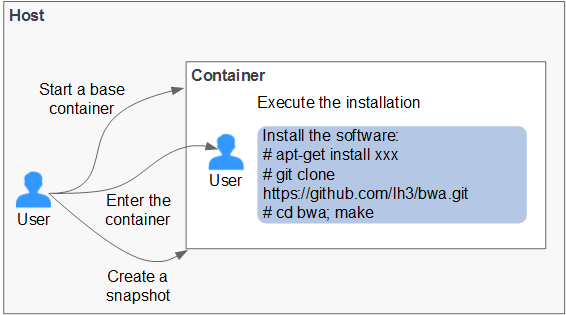 Host
Start a base
container
Container
Execute the installation
Install the software:
# apt-get install xxx
# git clone
https://github.com/lh3/bwa.git
# cd bwa; make
User
User
Enter the
container
Create a
snapshot